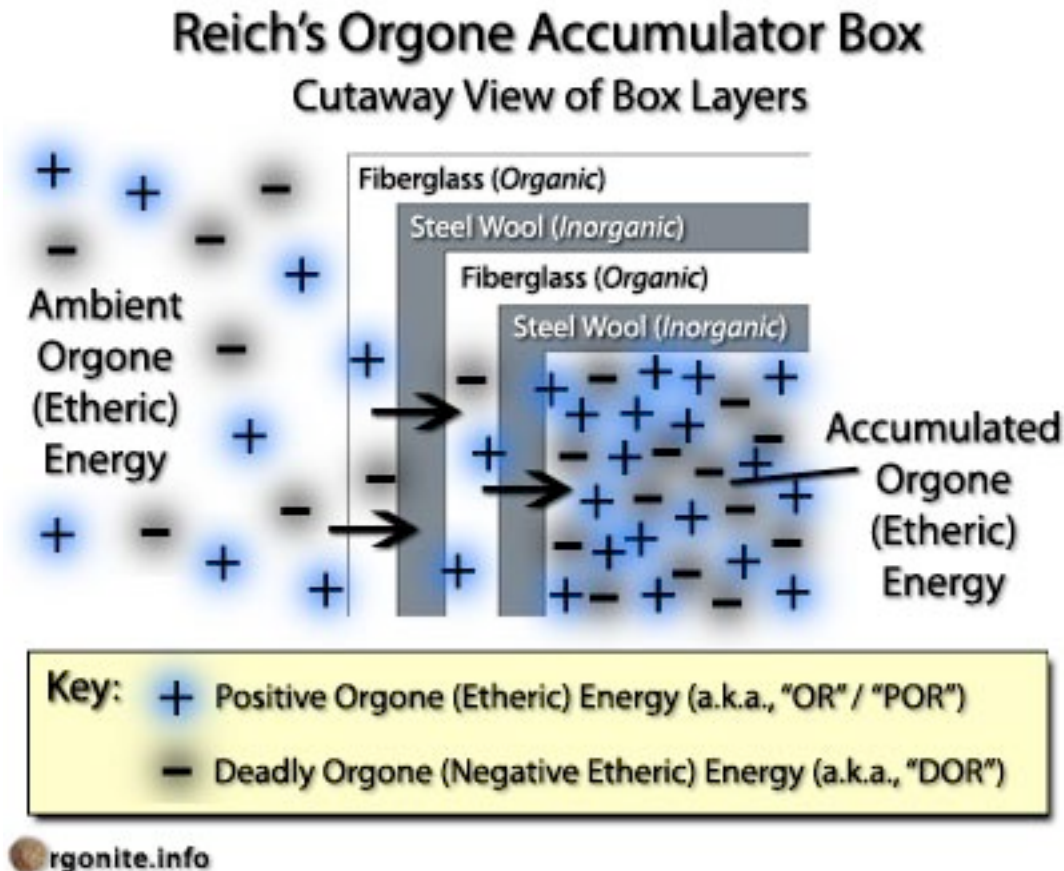 Reich's Orgone Accumulator Box
Cutaway View of Box Layers
Fiberglass (Organic)
Steel Wool (Inorganic)
Fiberglass (Organic)
Steel Wool (Inorganic)
Ambient
Orgone
(Etheric)
Energy
Accumulated
Orgone
(Etheric)
Energy
Key:
+ Positive Orgone (Etheric) Energy (a.k.a., "OR" / "POR")
- Deadly Orgone (Negative Etheric) Energy (a.k.a., "DOR")
rgonite.info